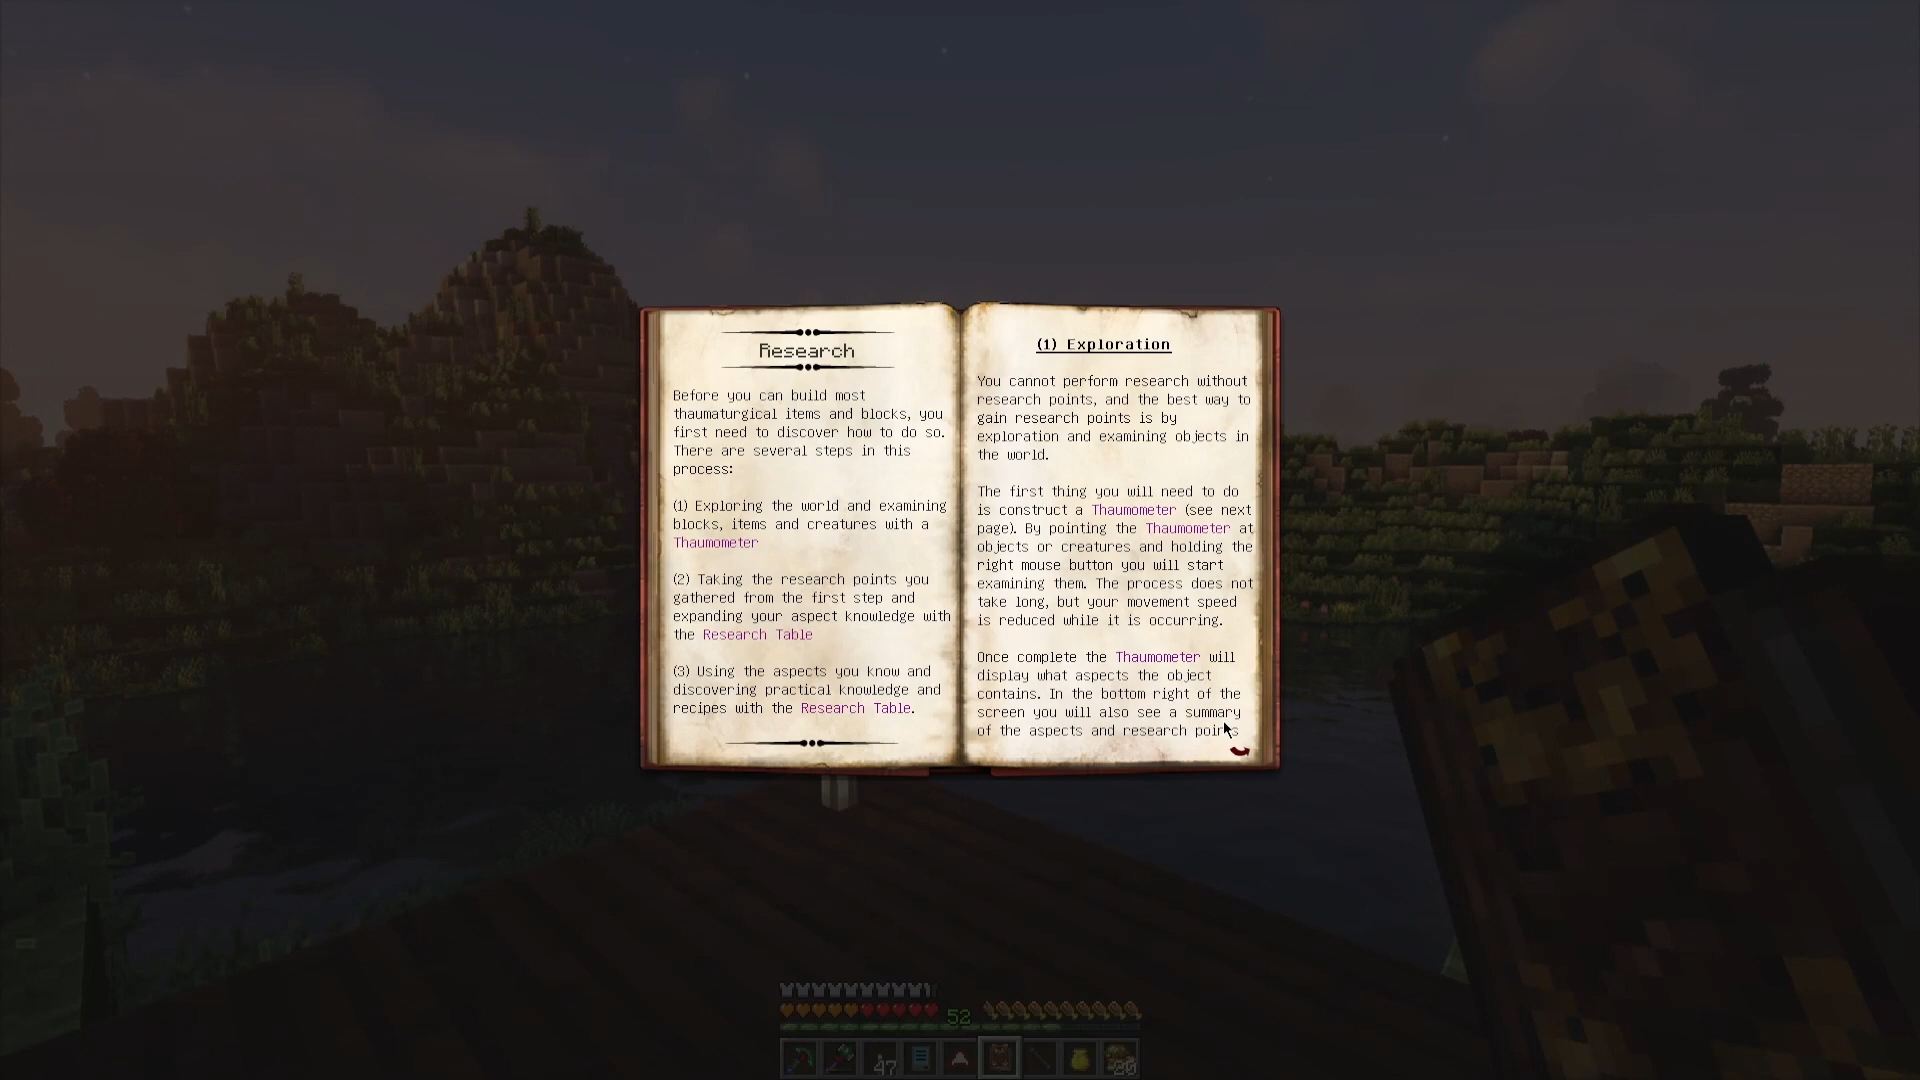 Research
Before you can build most
thaumaturgical items and blocks, you
first need to discover how to do so.
There are several steps in this
process:
(1) Exploring the world and examining
blocks, items and creatures with a
Thaumometer
(2) Taking the research points you
gathered from the first step and
expanding your aspect knowledge with
the Research Table
(3) Using the aspects you know and
discovering practical knowledge and
recipes with the Research Table.
(1) Exploration
You cannot perform research without
research points, and the best way to
gain research points is by
exploration and examining objects in
the world.
The first thing you will need to do
is construct a Thaumometer (see next
page). By pointing the Thaumometer at
objects or creatures and holding the
right mouse button you will start
examining them. The process does not
take long, but your movement speed
is reduced while it is occurring.
Once complete the Thaumometer will
display what aspects the object
contains. In the bottom right of the
screen you will also see a summary
of the aspects and research points
52
47
20